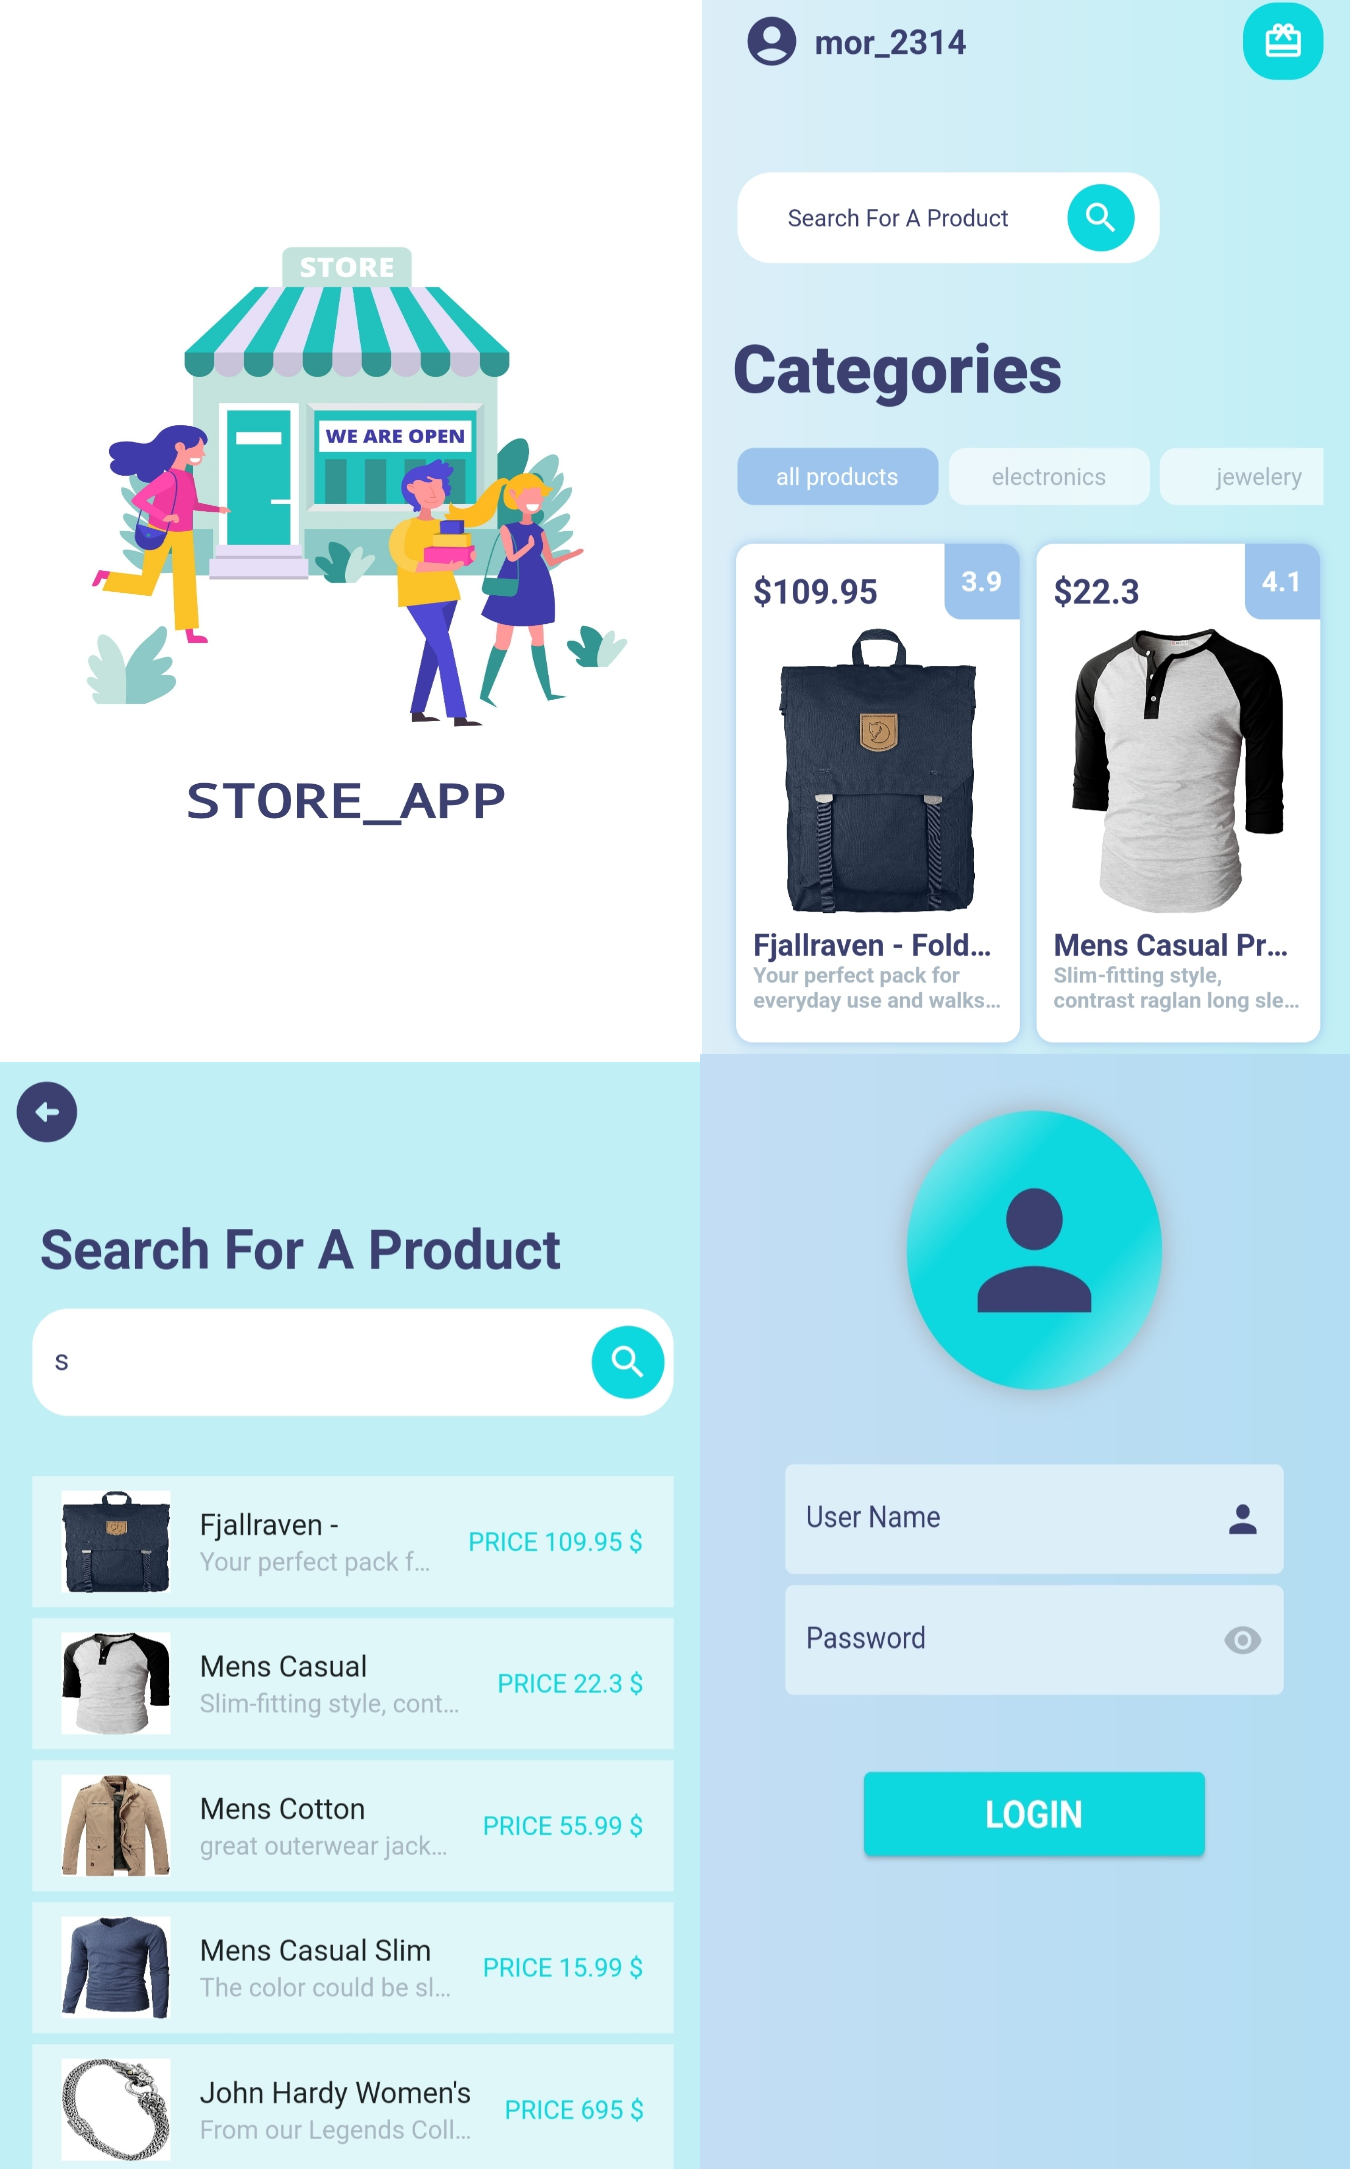 STORE
WE ARE OPEN
STORE_APP
mor_2314
Search For A Product
Categories
all products
electronics
jewelery
$109.95
3.9
Fjallraven - Fold...
Your perfect pack for
everyday use and walks...
$22.3
4.1
Mens Casual Pr...
Slim-fitting style,
contrast raglan long sle...
Search For A Product
s
Fjallraven -
Your perfect pack f...
PRICE 109.95 $
Mens Casual
Slim-fitting style, cont...
PRICE 22.3 $
Mens Cotton
great outerwear jack...
PRICE 55.99 $
Mens Casual Slim
The color could be sl...
PRICE 15.99 $
John Hardy Women's
From our Legends Coll...
PRICE 695 $
User Name
Password
LOGIN